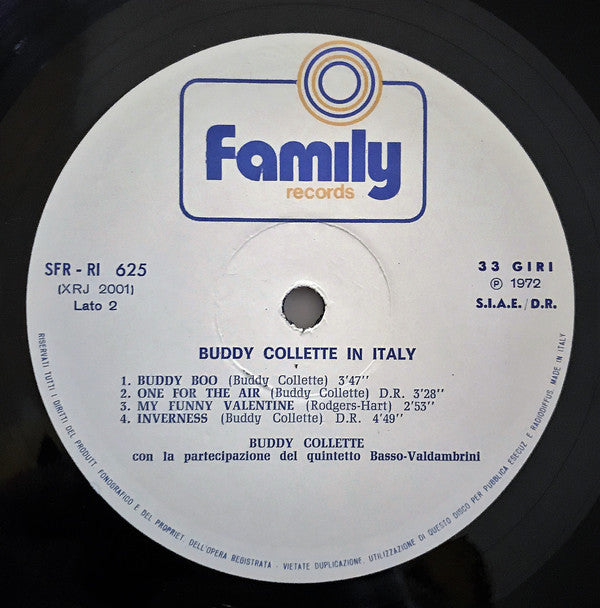 Family
records
SFR - RI 625
(XRJ 2001)
Lato 2
33 GIRI
℗ 1972
S.I.A.E./D.R.
BUDDY COLLETTE IN ITALY
1. BUDDY BOO (Buddy Collette) 3'47"
2. ONE FOR THE AIR (Buddy Collette) D.R. 3'28"
3. MY FUNNY VALENTINE (Rodgers-Hart) 2'53"
4. INVERNESS (Buddy Collette) D.R. 4'49"
BUDDY COLLETTE
con la partecipazione del quintetto Basso-Valdambrini
RISERVATI TUTTI I DIRITTI DEL PRODUTT. FONOGRAFICO E DEL PROPRIET. DELL'OPERA REGISTRATA - VIETATE DUPLICAZIONE, UTILIZZAZIONE DI QUESTO DISCO PER PUBBLICA ESECUZ. E RADIODIFFUS. MADE IN ITALY